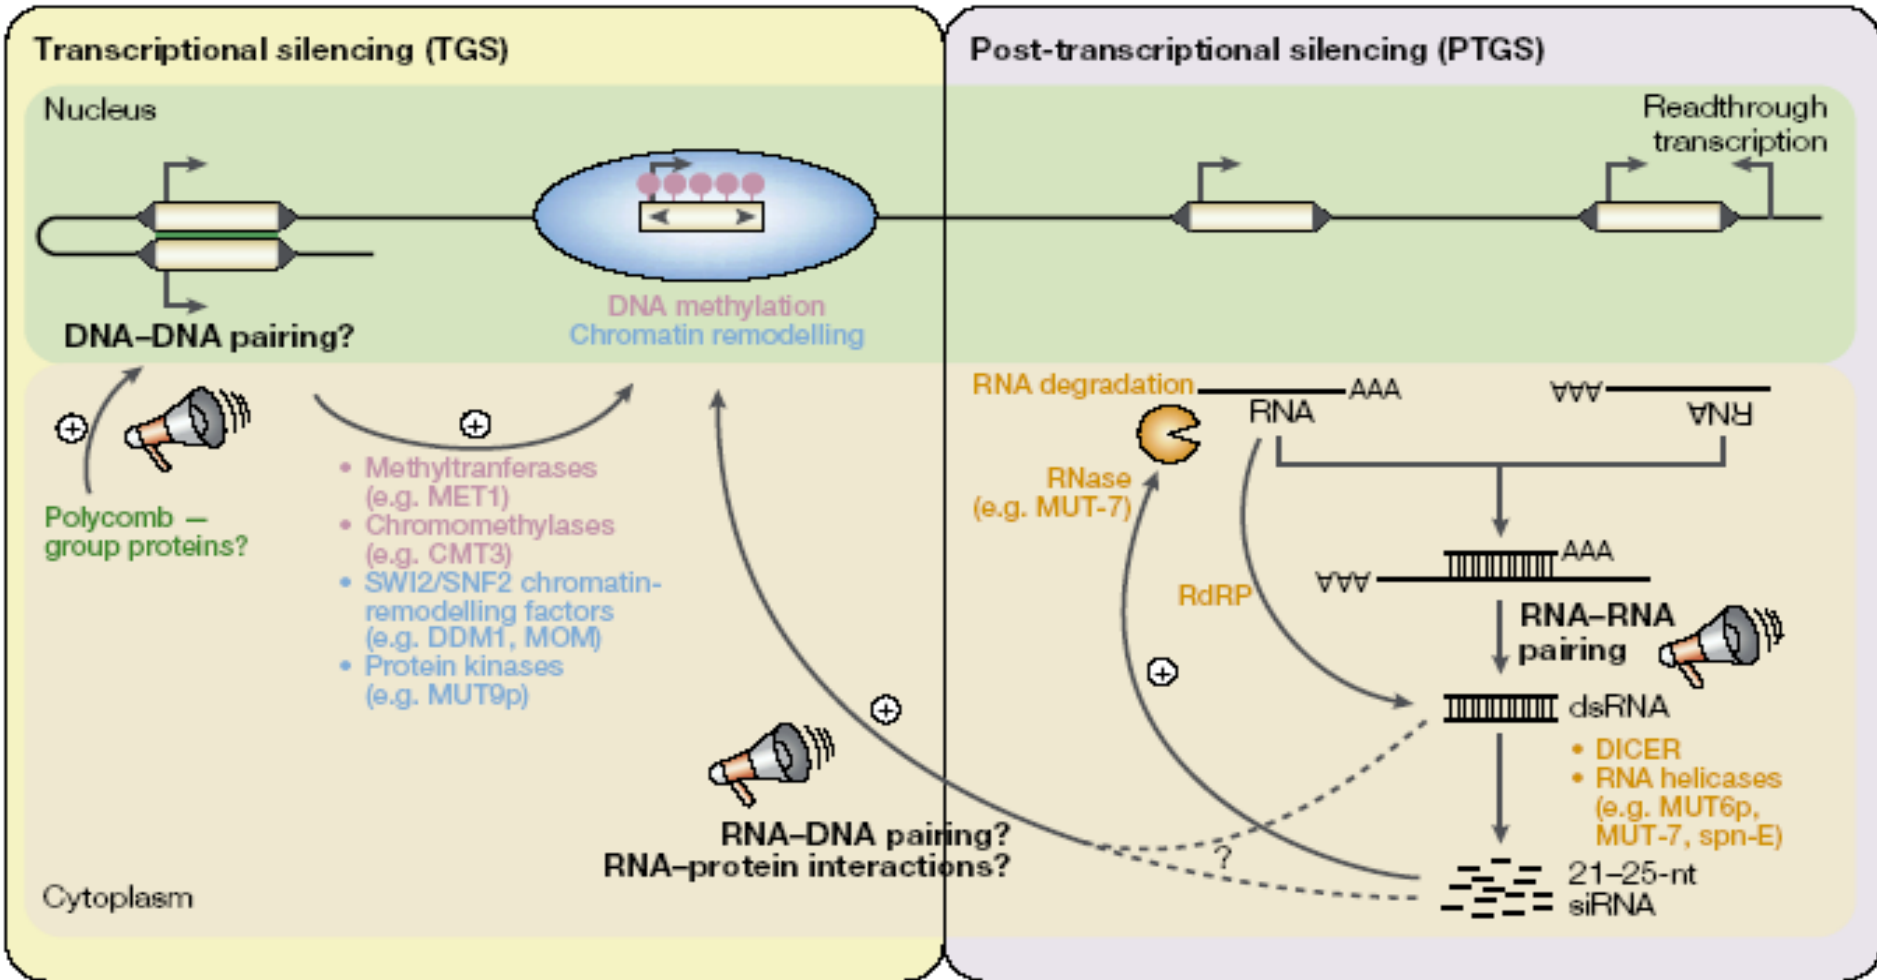 Transcriptional silencing (TGS)
Post-transcriptional silencing (PTGS)
Nucleus
Readthrough
transcription
DNA–DNA pairing?
DNA methylation
Chromatin remodelling
Polycomb –
group proteins?
• Methyltranferases
(e.g. MET1)
• Chromomethylases
(e.g. CMT3)
• SWI2/SNF2 chromatin-
remodelling factors
(e.g. DDM1, MOM)
• Protein kinases
(e.g. MUT9p)
RNA–DNA pairing?
RNA–protein interactions?
Cytoplasm
RNA degradation
AAA
RNA
AAA
RNA
RNase
(e.g. MUT-7)
RdRP
AAA
AAA
RNA–RNA
pairing
dsRNA
• DICER
• RNA helicases
(e.g. MUT6p,
MUT-7, spn-E)
?
21–25-nt
siRNA